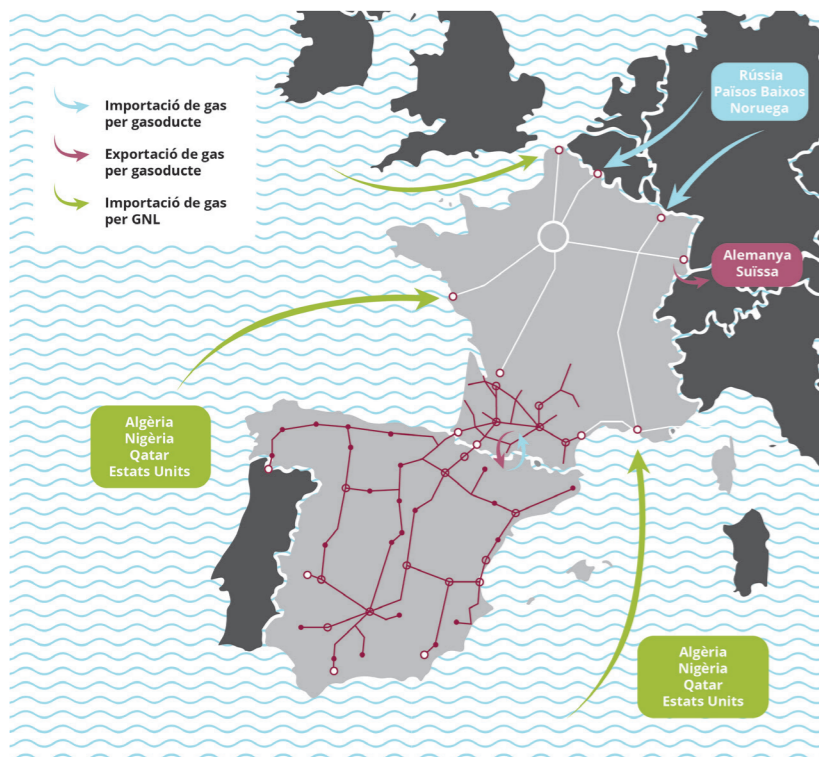 Importació de gas
per gasoducte
Exportació de gas
per gasoducte
Importació de gas
per GNL
Rússia
Països Baixos
Noruega
Alemanya
Suïssa
Algèria
Nigèria
Qatar
Estats Units
Algèria
Nigèria
Qatar
Estats Units